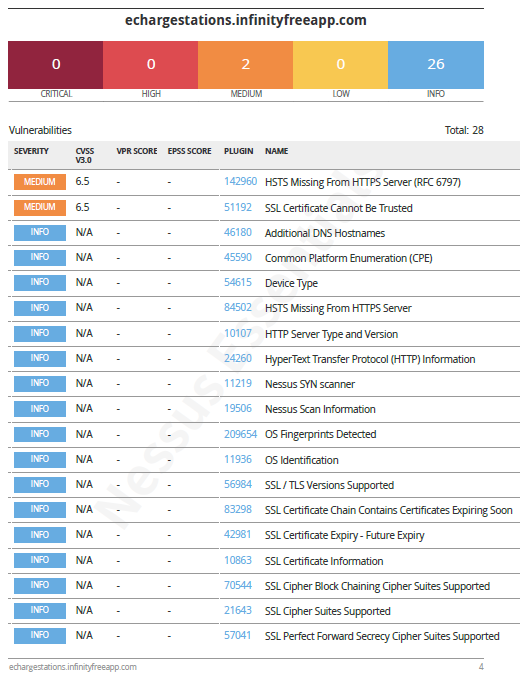 echargestations.infinityfreeapp.com
0 0 2 0 26
CRITICAL HIGH MEDIUM LOW INFO
Vulnerabilities Total: 28
SEVERITY CVSS V3.0 VPR SCORE EPSS SCORE PLUGIN NAME
MEDIUM 6.5 - - 142960 HSTS Missing From HTTPS Server (RFC 6797)
MEDIUM 6.5 - - 51192 SSL Certificate Cannot Be Trusted
INFO N/A - - 46180 Additional DNS Hostnames
INFO N/A - - 45590 Common Platform Enumeration (CPE)
INFO N/A - - 54615 Device Type
INFO N/A - - 84502 HSTS Missing From HTTPS Server
INFO N/A - - 10107 HTTP Server Type and Version
INFO N/A - - 24260 HyperText Transfer Protocol (HTTP) Information
INFO N/A - - 11219 Nessus SYN scanner
INFO N/A - - 19506 Nessus Scan Information
INFO N/A - - 209654 OS Fingerprints Detected
INFO N/A - - 11936 OS Identification
INFO N/A - - 56984 SSL / TLS Versions Supported
INFO N/A - - 83298 SSL Certificate Chain Contains Certificates Expiring Soon
INFO N/A - - 42981 SSL Certificate Expiry - Future Expiry
INFO N/A - - 10863 SSL Certificate Information
INFO N/A - - 70544 SSL Cipher Block Chaining Cipher Suites Supported
INFO N/A - - 21643 SSL Cipher Suites Supported
INFO N/A - - 57041 SSL Perfect Forward Secrecy Cipher Suites Supported
echargestations.infinityfreeapp.com 4
Nessus Essentials